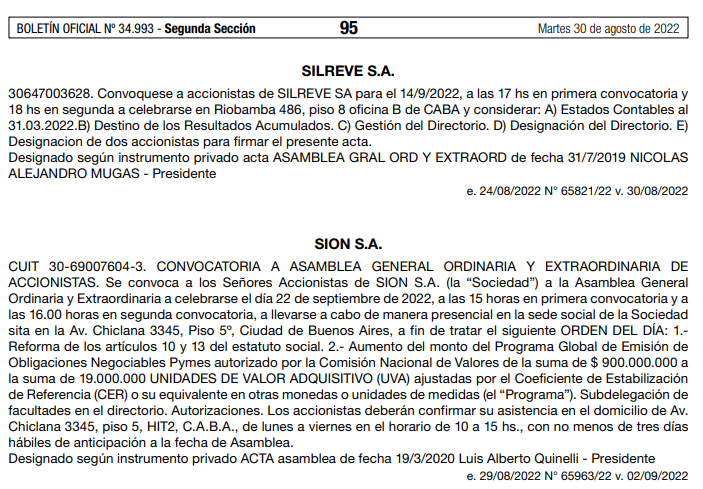 BOLETÍN OFICIAL Nº 34.993 - Segunda Sección 95 Martes 30 de agosto de 2022
SILREVE S.A.
30647003628. Convoquese a accionistas de SILREVE SA para el 14/9/2022, a las 17 hs en primera convocatoria y
18 hs en segunda a celebrarse en Riobamba 486, piso 8 oficina B de CABA y considerar: A) Estados Contables al
31.03.2022.B) Destino de los Resultados Acumulados. C) Gestión del Directorio. D) Designación del Directorio. E)
Designacion de dos accionistas para firmar el presente acta.
Designado según instrumento privado acta ASAMBLEA GRAL ORD Y EXTRAORD de fecha 31/7/2019 NICOLAS
ALEJANDRO MUGAS - Presidente
e. 24/08/2022 N° 65821/22 v. 30/08/2022
SION S.A.
CUIT 30-69007604-3. CONVOCATORIA A ASAMBLEA GENERAL ORDINARIA Y EXTRAORDINARIA DE
ACCIONISTAS. Se convoca a los Señores Accionistas de SION S.A. (la “Sociedad”) a la Asamblea General
Ordinaria y Extraordinaria a celebrarse el día 22 de septiembre de 2022, a las 15 horas en primera convocatoria y a
las 16.00 horas en segunda convocatoria, a llevarse a cabo de manera presencial en la sede social de la Sociedad
sita en la Av. Chiclana 3345, Piso 5º, Ciudad de Buenos Aires, a fin de tratar el siguiente ORDEN DEL DÍA: 1.-
Reforma de los artículos 10 y 13 del estatuto social. 2.- Aumento del monto del Programa Global de Emisión de
Obligaciones Negociables Pymes autorizado por la Comisión Nacional de Valores de la suma de $ 900.000.000 a
la suma de 19.000.000 UNIDADES DE VALOR ADQUISITIVO (UVA) ajustadas por el Coeficiente de Estabilización
de Referencia (CER) o su equivalente en otras monedas o unidades de medidas (el “Programa”). Subdelegación de
facultades en el directorio. Autorizaciones. Los accionistas deberán confirmar su asistencia en el domicilio de Av.
Chiclana 3345, piso 5, HIT2, C.A.B.A., de lunes a viernes en el horario de 10 a 15 hs., con no menos de tres días
hábiles de anticipación a la fecha de Asamblea.
Designado según instrumento privado ACTA asamblea de fecha 19/3/2020 Luis Alberto Quinelli - Presidente
e. 29/08/2022 N° 65963/22 v. 02/09/2022